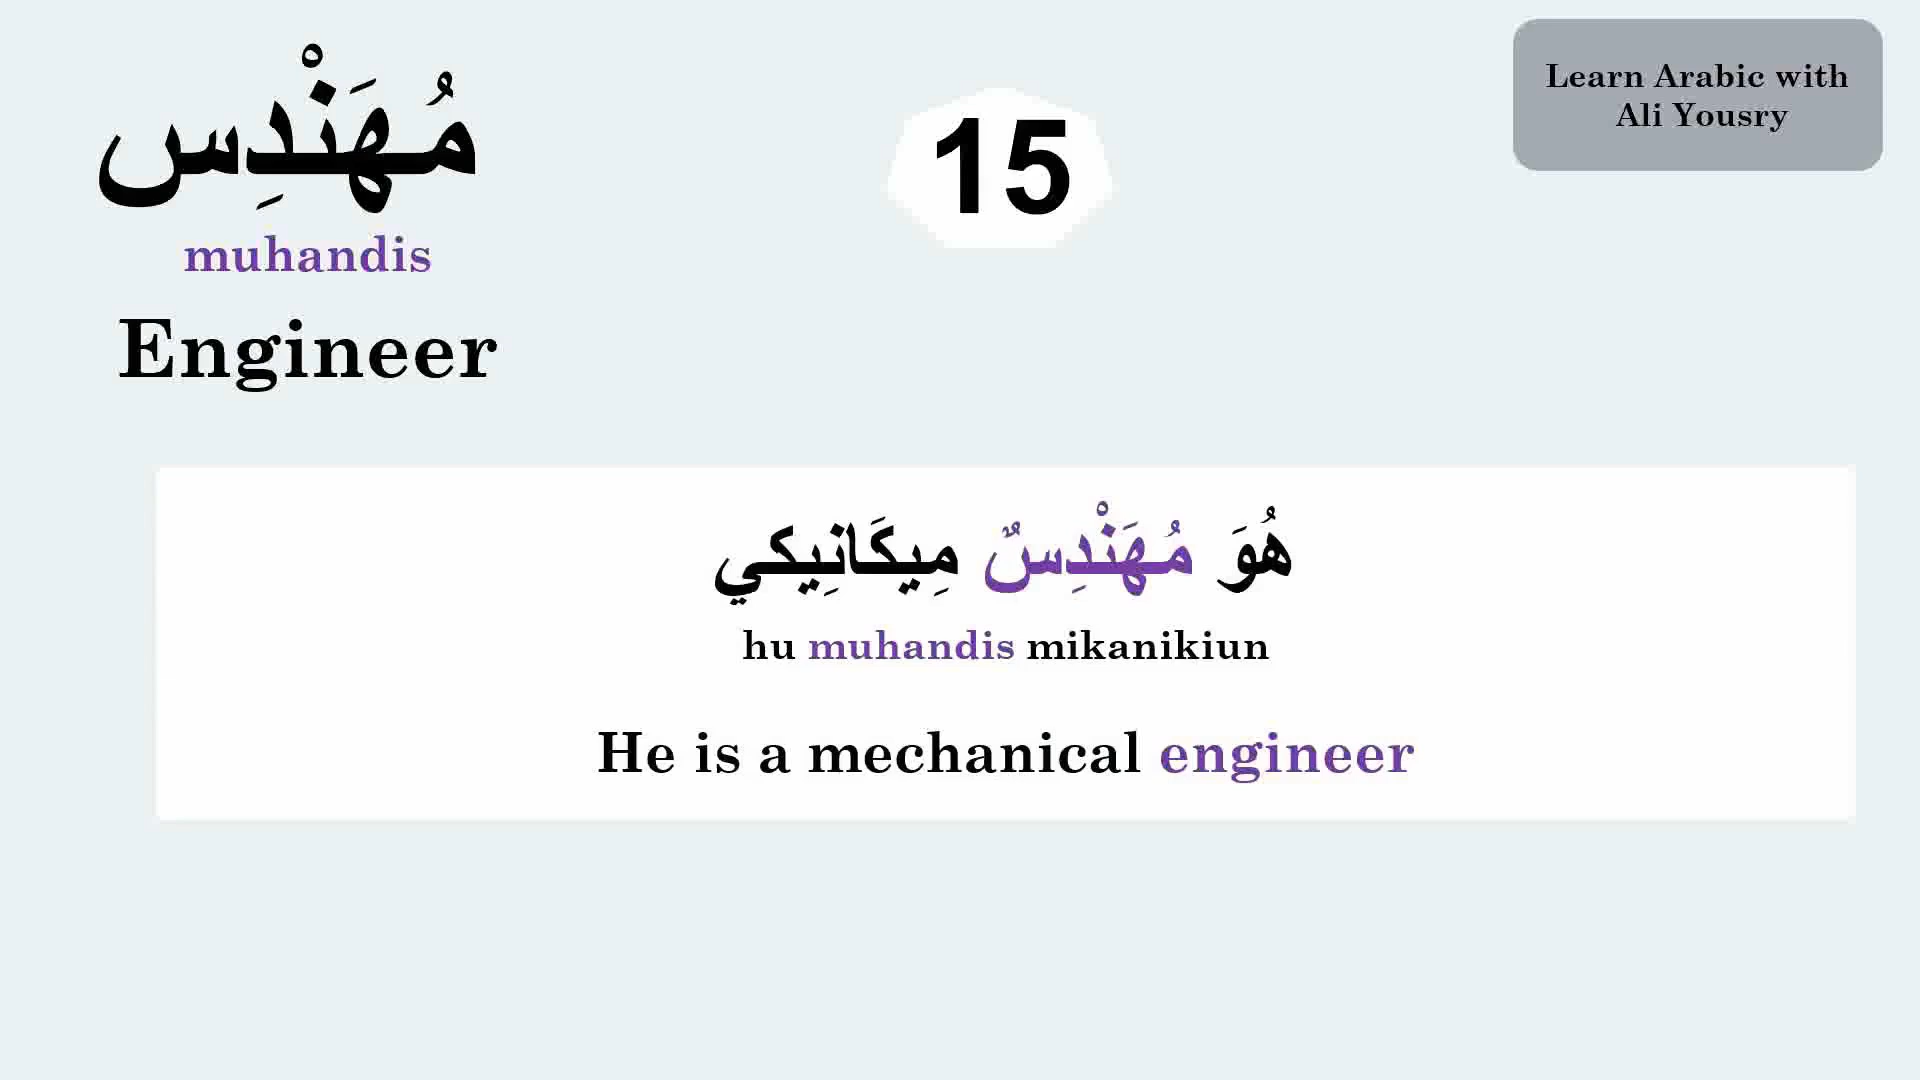 مُهَنْدِس
muhandis
Engineer
15
Learn Arabic with
Ali Yousry
هُوَ مُهَنْدِسٌ مِيكَانِيكي
hu muhandis mikanikiun
He is a mechanical engineer